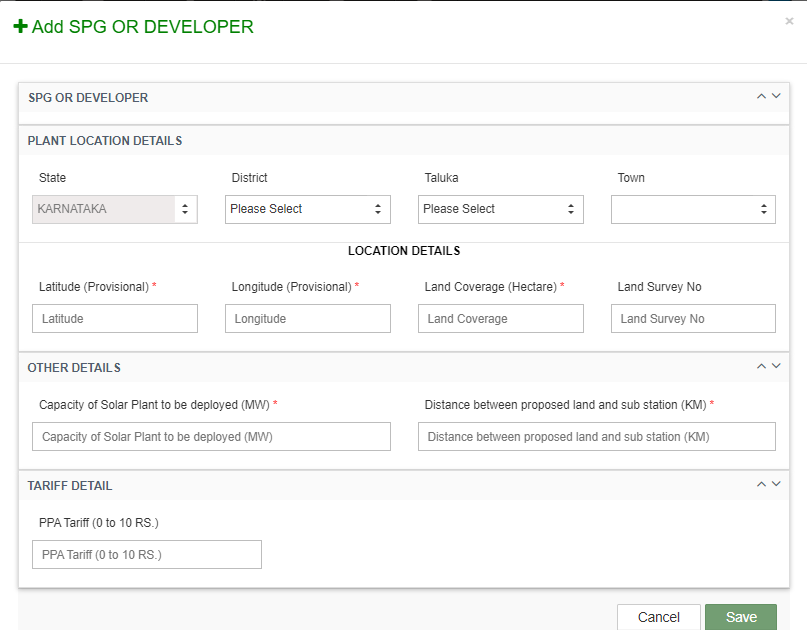 Add SPG OR DEVELOPER
×
SPG OR DEVELOPER
PLANT LOCATION DETAILS
State District Taluka Town
KARNATAKA Please Select Please Select
LOCATION DETAILS
Latitude (Provisional) * Longitude (Provisional) * Land Coverage (Hectare) * Land Survey No
Latitude Longitude Land Coverage Land Survey No
OTHER DETAILS
Capacity of Solar Plant to be deployed (MW) * Distance between proposed land and sub station (KM) *
Capacity of Solar Plant to be deployed (MW) Distance between proposed land and sub station (KM)
TARIFF DETAIL
PPA Tariff (0 to 10 RS.)
PPA Tariff (0 to 10 RS.)
Cancel Save